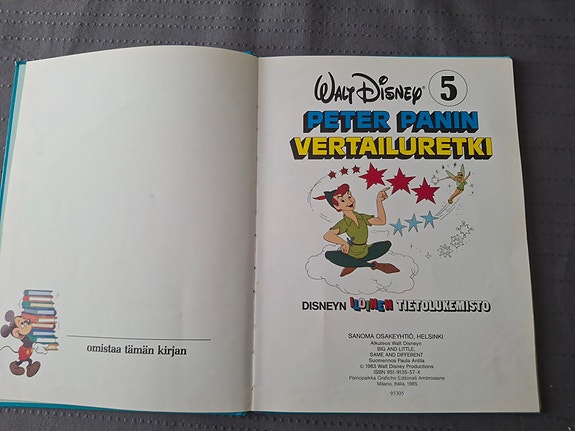 omistaa tämän kirjan
WALT DISNEY 5
PETER PANIN
VERTAILURETKI
DISNEYN ILOINEN TIETOLUKEMISTO
SANOMA OSAKEYHTIÖ, HELSINKI
Alkuteos Walt Disneyn
BIG AND LITTLE,
SAME AND DIFFERENT
Suomennos Paula Antila
© 1983 Walt Disney Productions
ISBN 951-9135-57-X
Painopaikka Grafiche Editoriali Ambrosiane
Milano, Italia, 1985
95305